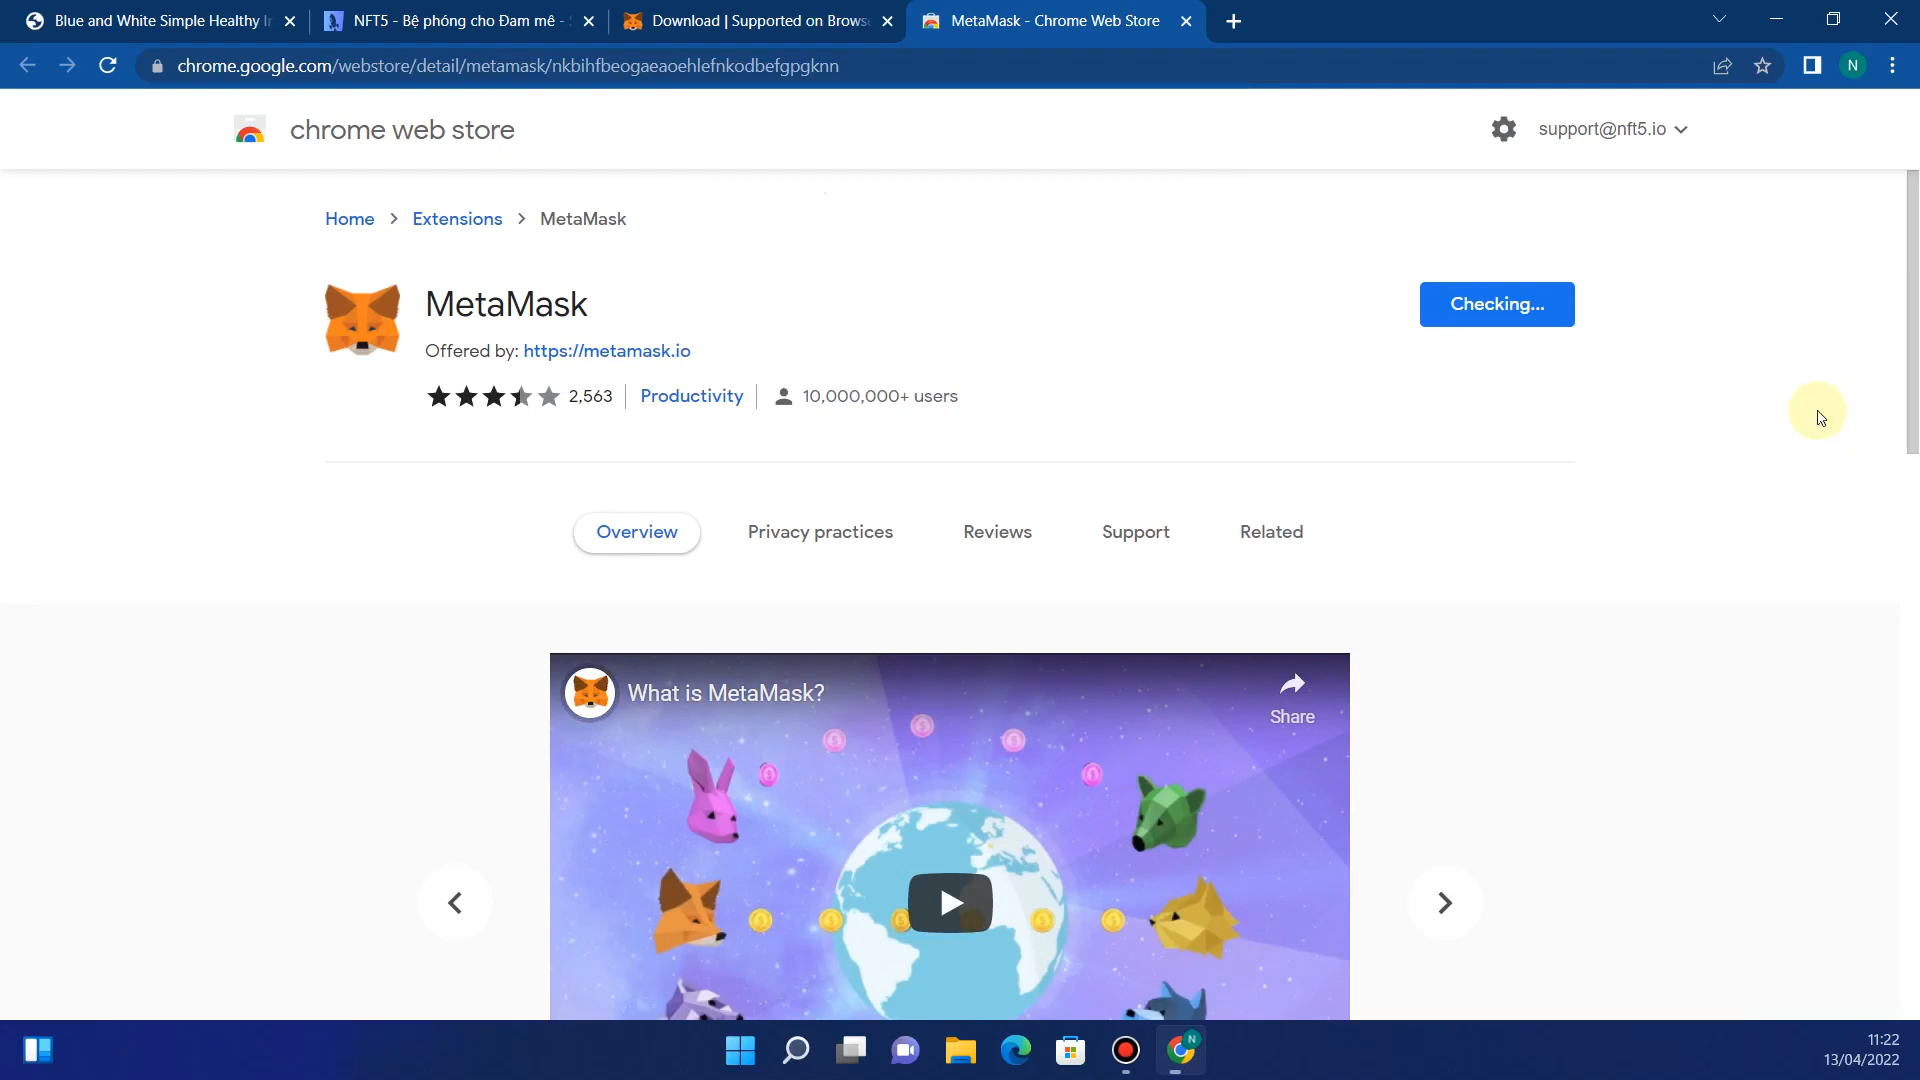 Blue and White Simple Healthy In
NFT5 - Bệ phóng cho Đam mê -
Download | Supported on Browse
MetaMask - Chrome Web Store
chrome.google.com/webstore/detail/metamask/nkbihfbeogaeaoehlefnkodbefgpgknn
N
chrome web store
support@nft5.io
Home > Extensions > MetaMask
MetaMask
Checking...
Offered by: https://metamask.io
2,563
Productivity
10,000,000+ users
Overview
Privacy practices
Reviews
Support
Related
What is MetaMask?
Share
N
11:22
13/04/2022